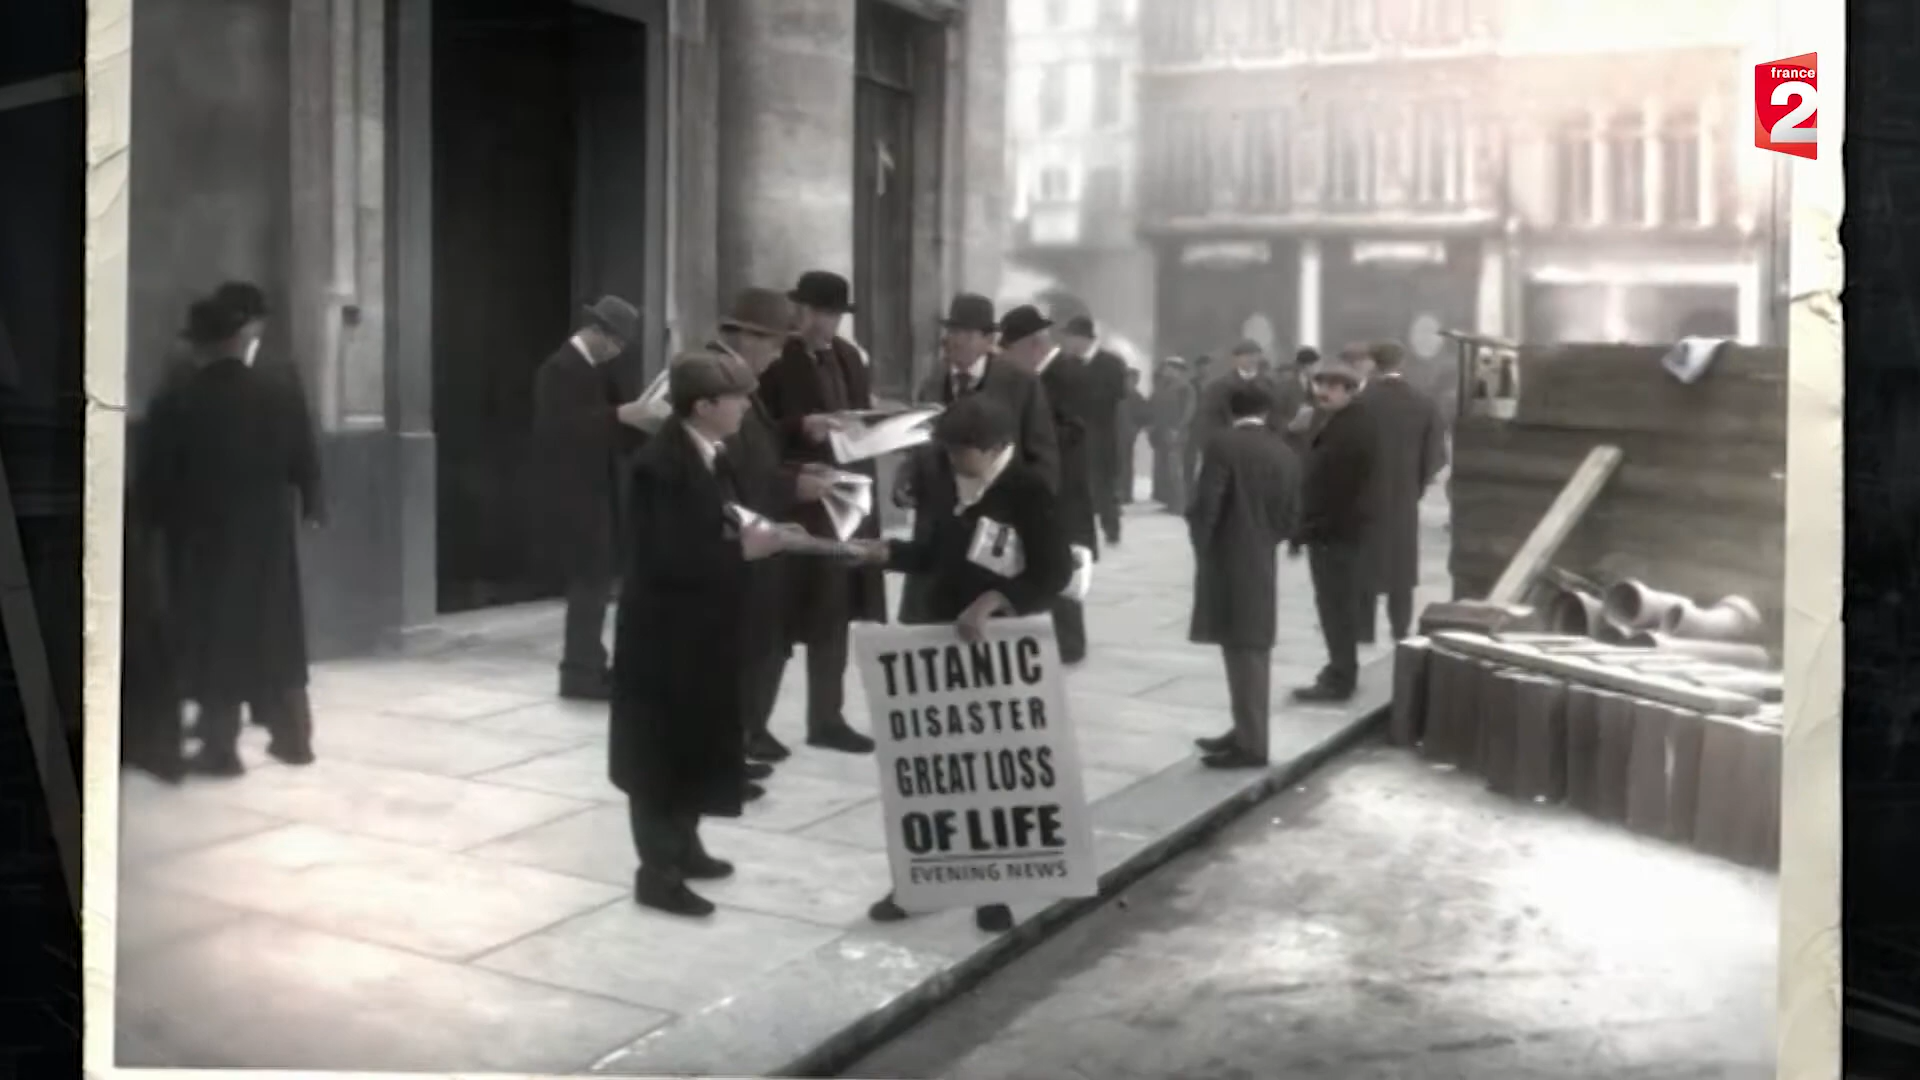 france
2
TITANIC
DISASTER
GREAT LOSS
OF LIFE
EVENING NEWS